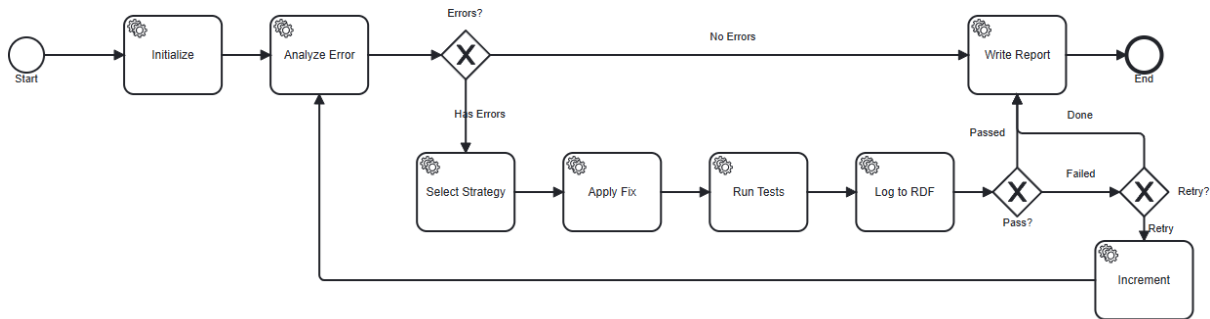 Errors?
Initialize
Analyze Error
No Errors
Write Report
Start
End
Has Errors
Done
Passed
Select Strategy
Apply Fix
Run Tests
Log to RDF
Failed
Retry?
Pass?
Retry
Increment